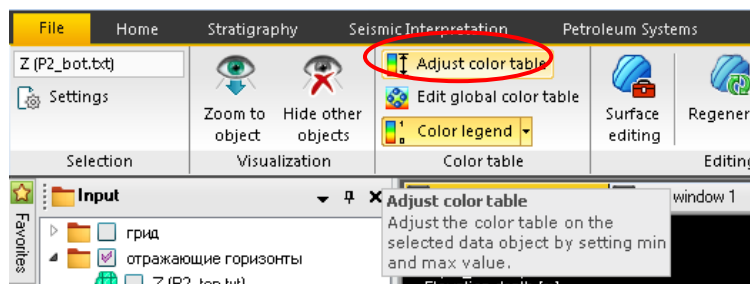 File Home Stratigraphy Seismic Interpretation Petroleum Systems
Z (P2_bot.txt)
Settings
Selection
Zoom to object
Hide other objects
Visualization
Adjust color table
Edit global color table
Color legend
Color table
Surface editing
Regener
Editing
Favorites
Input
window 1
грид
отражающие горизонты
Z (P2_top.txt)
Adjust color table
Adjust the color table on the
selected data object by setting min
and max value.